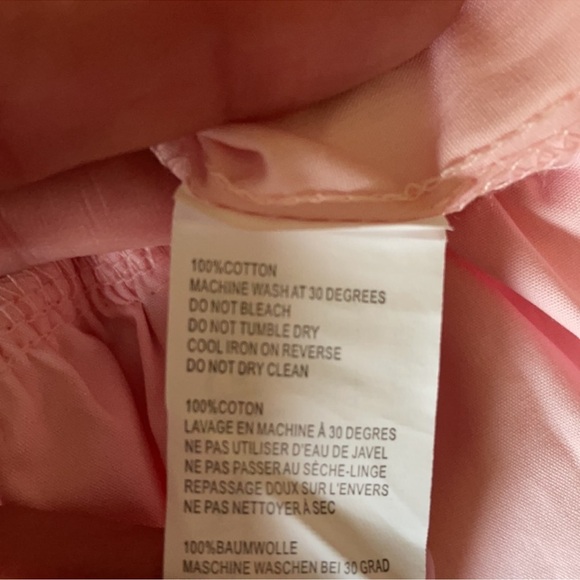 100%COTTON
MACHINE WASH AT 30 DEGREES
DO NOT BLEACH
DO NOT TUMBLE DRY
COOL IRON ON REVERSE
DO NOT DRY CLEAN
100%COTON
LAVAGE EN MACHINE À 30 DEGRES
NE PAS UTILISER D'EAU DE JAVEL
NE PAS PASSER AU SÈCHE-LINGE
REPASSAGE DOUX SUR L'ENVERS
NE PAS NETTOYER À SEC
100%BAUMWOLLE
MASCHINE WASCHEN BEI 30 GRAD